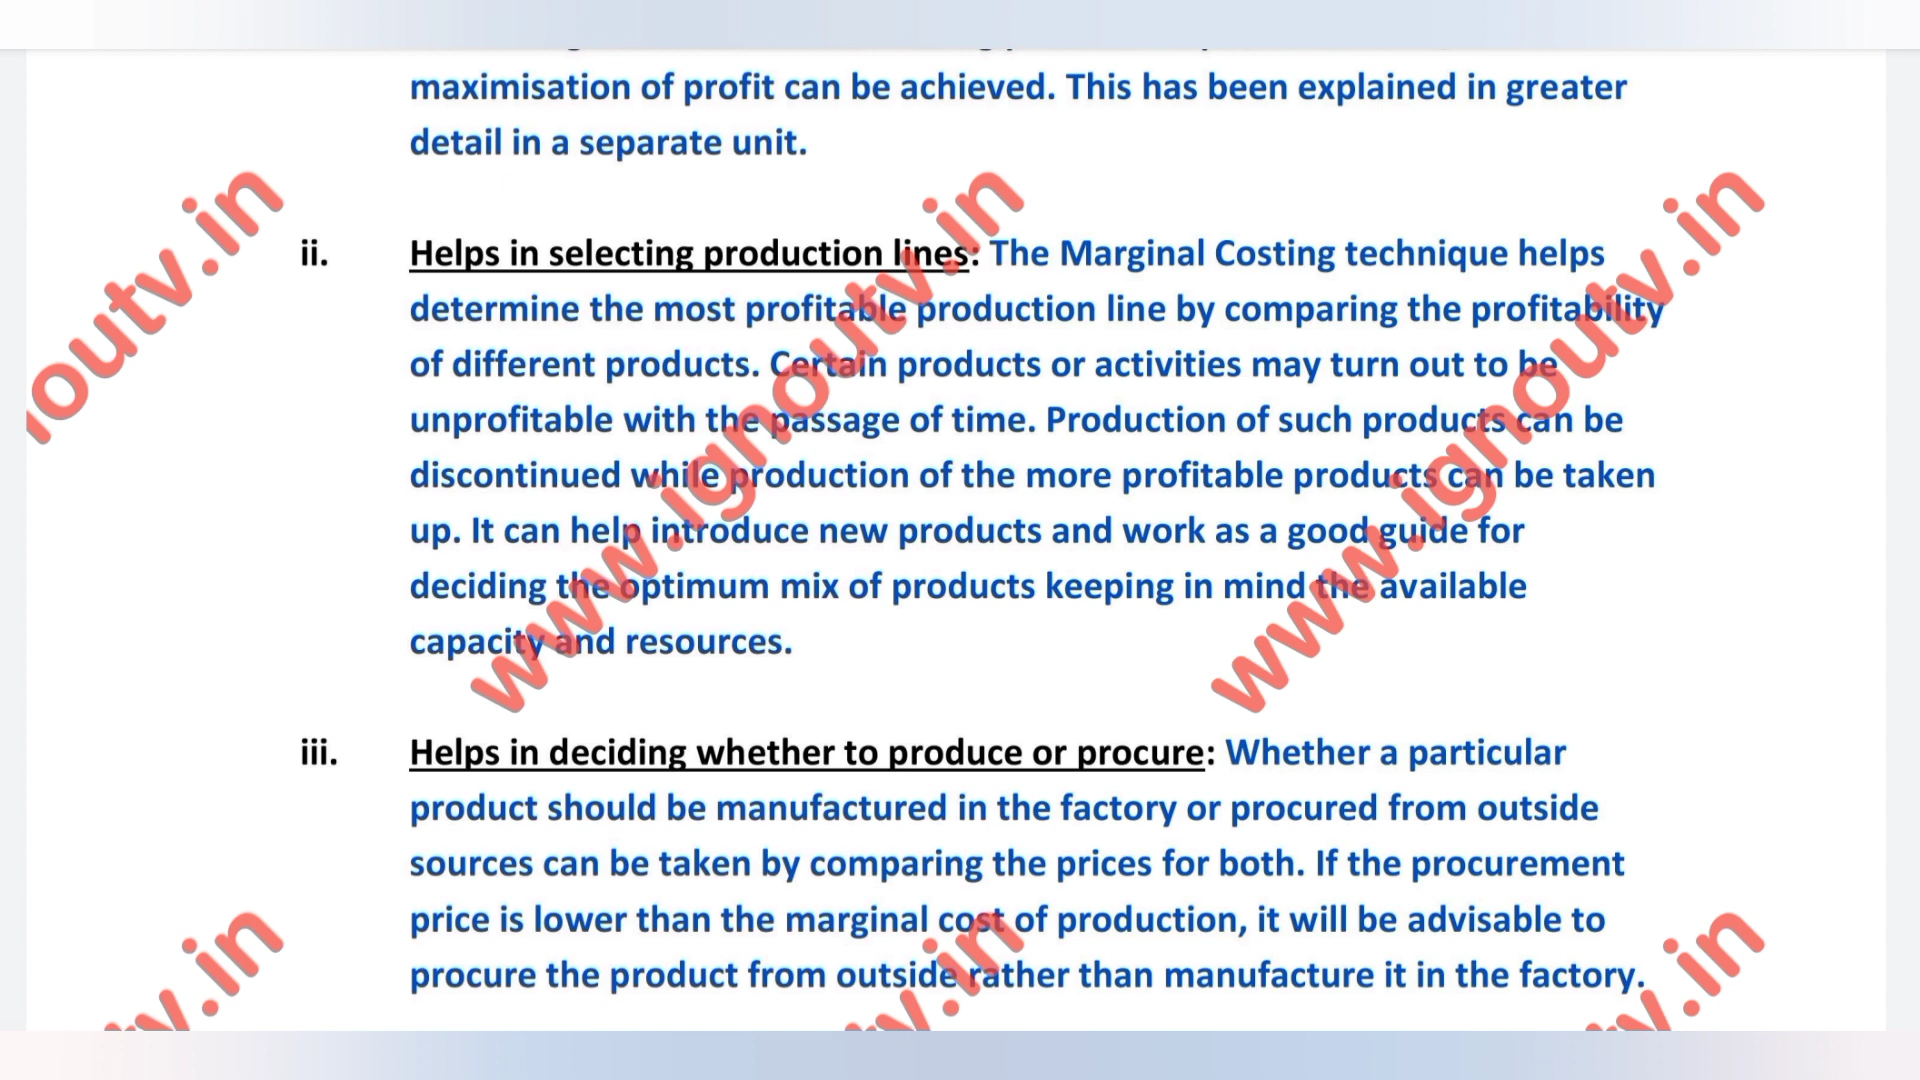 maximisation of profit can be achieved. This has been explained in greater
detail in a separate unit.
ii. Helps in selecting production lines: The Marginal Costing technique helps
determine the most profitable production line by comparing the profitability
of different products. Certain products or activities may turn out to be
unprofitable with the passage of time. Production of such products can be
discontinued while production of the more profitable products can be taken
up. It can help introduce new products and work as a good guide for
deciding the optimum mix of products keeping in mind the available
capacity and resources.
iii. Helps in deciding whether to produce or procure: Whether a particular
product should be manufactured in the factory or procured from outside
sources can be taken by comparing the prices for both. If the procurement
price is lower than the marginal cost of production, it will be advisable to
procure the product from outside rather than manufacture it in the factory.
noutv.in
www.ignoutv.in
www.ignoutv.in
tv.in
tv.in
tv.in